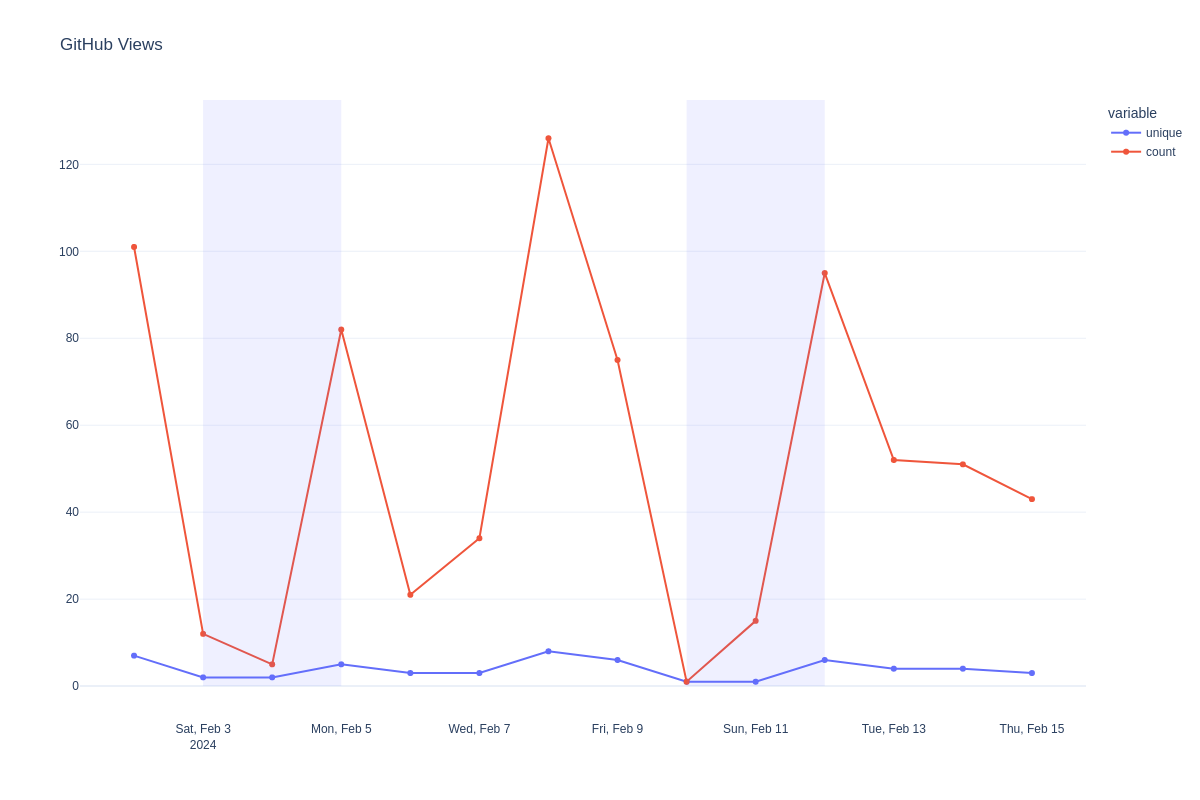 GitHub Views
variable
unique
count
120
100
80
60
40
20
0
Sat, Feb 3
2024
Mon, Feb 5
Wed, Feb 7
Fri, Feb 9
Sun, Feb 11
Tue, Feb 13
Thu, Feb 15